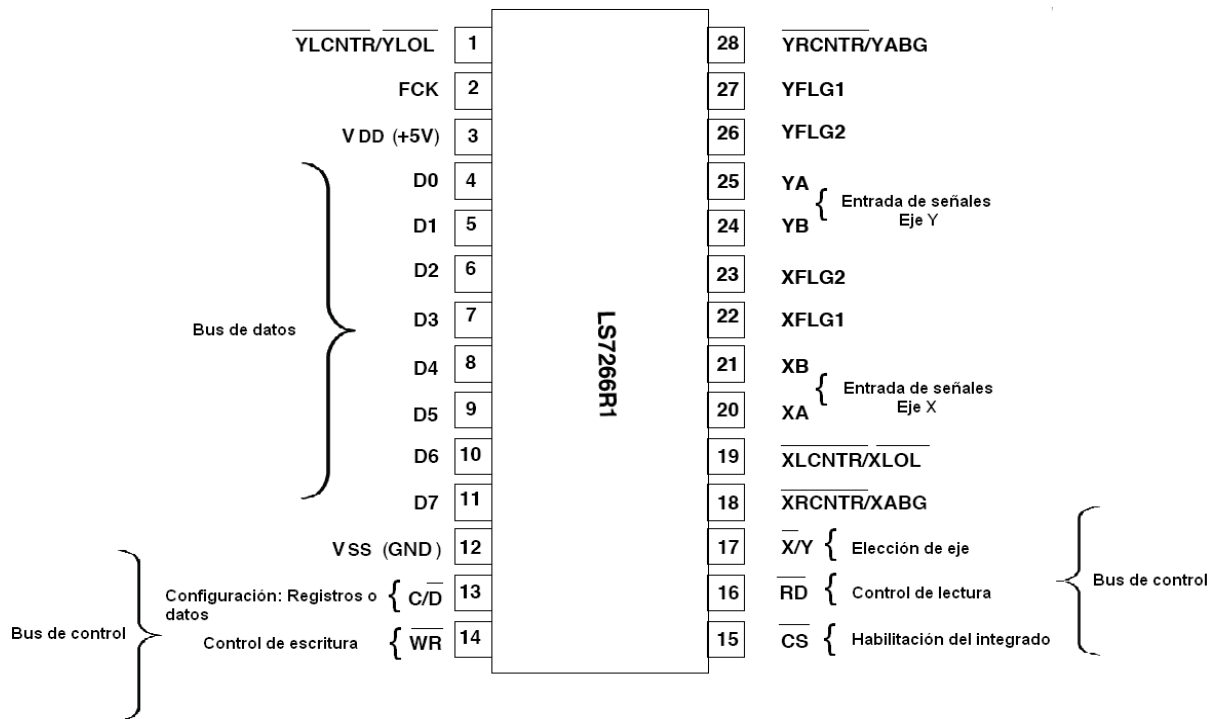 YLCNTR/YLOL 1
FCK 2
VDD (+5V) 3
D0 4
D1 5
D2 6
D3 7
D4 8
D5 9
D6 10
D7 11
VSS (GND) 12
C/D 13
WR 14
Bus de datos
Configuración: Registros o
datos
Control de escritura
Bus de control
LS7266R1
28 YRCNTR/YABG
27 YFLG1
26 YFLG2
25 YA
24 YB
Entrada de señales
Eje Y
23 XFLG2
22 XFLG1
21 XB
20 XA
Entrada de señales
Eje X
19 XLCNTR/XLOL
18 XRCNTR/XABG
17 X/Y Elección de eje
16 RD Control de lectura
15 CS Habilitación del integrado
Bus de control